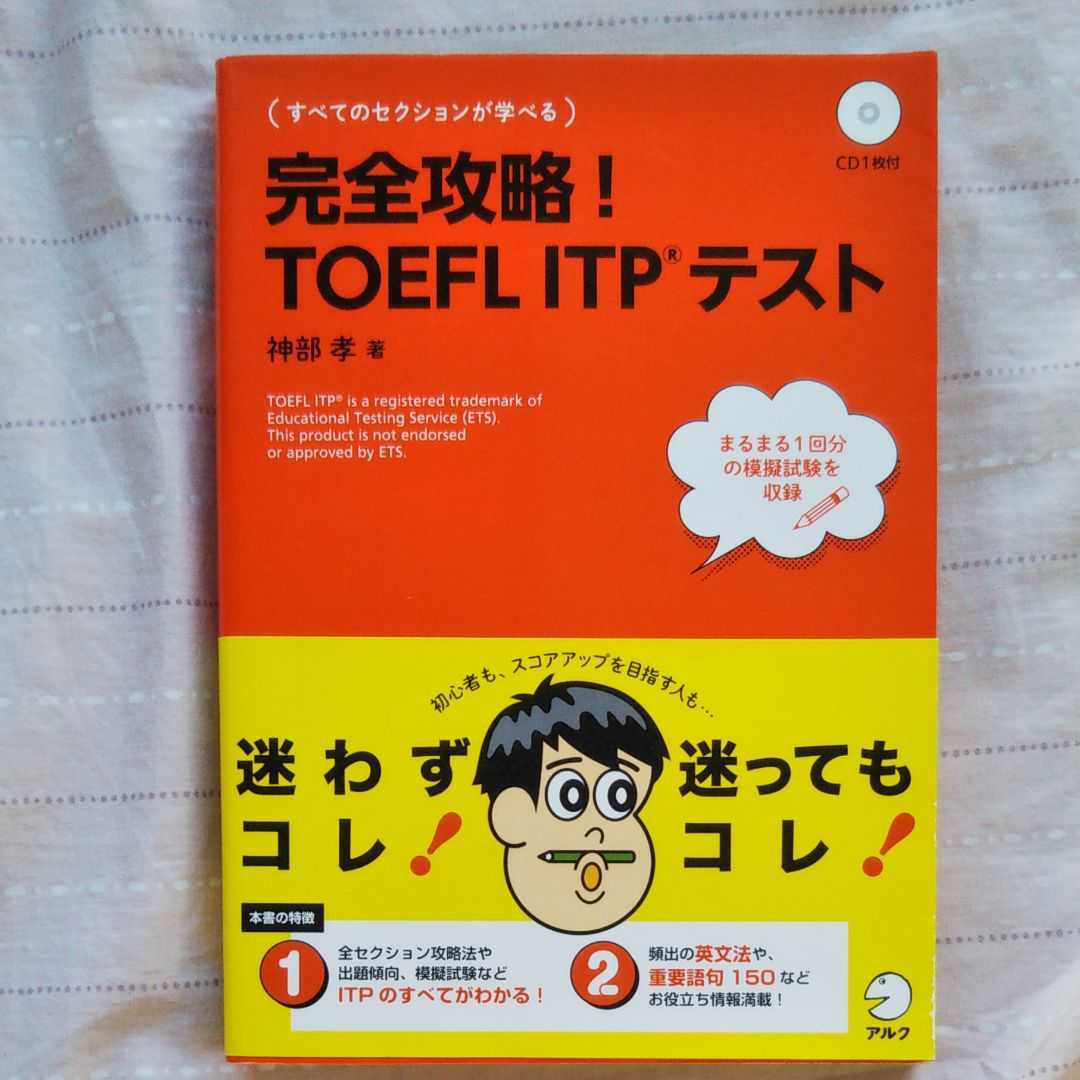 (すべてのセクションが学べる)
CD1枚付
完全攻略!
TOEFL ITP®テスト
神部 孝 著
TOEFL ITP® is a registered trademark of
Educational Testing Service (ETS).
This product is not endorsed
or approved by ETS.
まるまる1回分
の模擬試験を
収録
初心者も、スコアアップを目指す人も…
迷わず
コレ!
迷っても
コレ!
本書の特徴
1
全セクション攻略法や
出題傾向、模擬試験など
ITPのすべてがわかる!
2
頻出の英文法や、
重要語句150など
お役立ち情報満載!
アルク